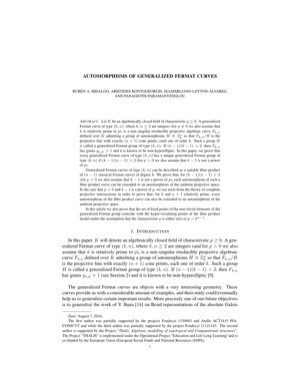 AUTOMORPHISMS OF GENERALIZED FERMAT CURVES
RUBÉN A. HIDALGO, ARISTIDES KONTOGEORGIS, MAXIMILIANO LEYTON-ÁLVAREZ,
AND PANAGIOTIS PARAMANTZOGLOU
ABSTRACT. Let K be an algebraically closed field of characteristic p ≥ 0. A generalized
Fermat curve of type (k, n), where k, n ≥ 2 are integers (for p ≠ 0 we also assume that
k is relatively prime to p), is a non-singular irreducible projective algebraic curve F_{k,n}
defined over K admitting a group of automorphisms H ≅ Z_k^n so that F_{k,n}/H is the
projective line with exactly (n + 1) cone points, each one of order k. Such a group H
is called a generalized Fermat group of type (k, n). If (n − 1)(k − 1) > 2, then F_{k,n}
has genus g_{n,k} > 1 and it is known to be non-hyperelliptic. In this paper, we prove that
every generalized Fermat curve of type (k, n) has a unique generalized Fermat group of
type (k, n) if (k − 1)(n − 1) > 2 (for p > 0 we also assume that k − 1 is not a power
of p).
Generalized Fermat curves of type (k, n) can be described as a suitable fiber product
of (n − 1) classical Fermat curves of degree k. We prove that, for (k − 1)(n − 1) > 2
(for p > 0 we also assume that k − 1 is not a power of p), each automorphism of such a
fiber product curve can be extended to an automorphism of the ambient projective space.
In the case that p > 0 and k − 1 is a power of p, we use tools from the theory of complete
projective intersections in order to prove that, for k and n + 1 relatively prime, every
automorphism of the fiber product curve can also be extended to an automorphism of the
ambient projective space.
In this article we also prove that the set of fixed points of the non-trivial elements of the
generalized Fermat group coincide with the hyper-osculating points of the fiber product
model under the assumption that the characteristic p is either zero or p > k^{n−1}.
1. INTRODUCTION
In this paper, K will denote an algebraically closed field of characteristic p ≥ 0. A gen-
eralized Fermat curve of type (k, n), where k, n ≥ 2 are integers (and for p > 0 we also
assume that k is relatively prime to p), is a non-singular irreducible projective algebraic
curve F_{k,n} defined over K admitting a group of automorphisms H ≅ Z_k^n so that F_{k,n}/H
is the projective line with exactly (n + 1) cone points, each one of order k. Such a group
H is called a generalized Fermat group of type (k, n). If (n − 1)(k − 1) > 2, then F_{k,n}
has genus g_{n,k} > 1 (see Section 2) and it is known to be non-hyperelliptic [9].
The generalized Fermat curves are objects with a very interesting geometry. These
curves provide us with a considerable amount of examples, and their study could eventually
help us to generalize certain important results. More precisely one of our future objectives
is to generalize the work of Y. Ihara [14] on Braid representations of the absolute Galois
Date: August 7, 2014.
The first author was partially supported by the projects Fondecyt 1150003 and Anillo ACT1415 PIA-
CONICYT and while the third author was partially supported by the project Fondecyt 11121163. The second
author is supported by the Project "Thalis, Algebraic modelling of topological and Computational structures".
The Project "THALIS" is implemented under the Operational Project "Education and Life Long Learning" and is
co-funded by the European Union (European Social Fund) and National Resources (ESPA).
1